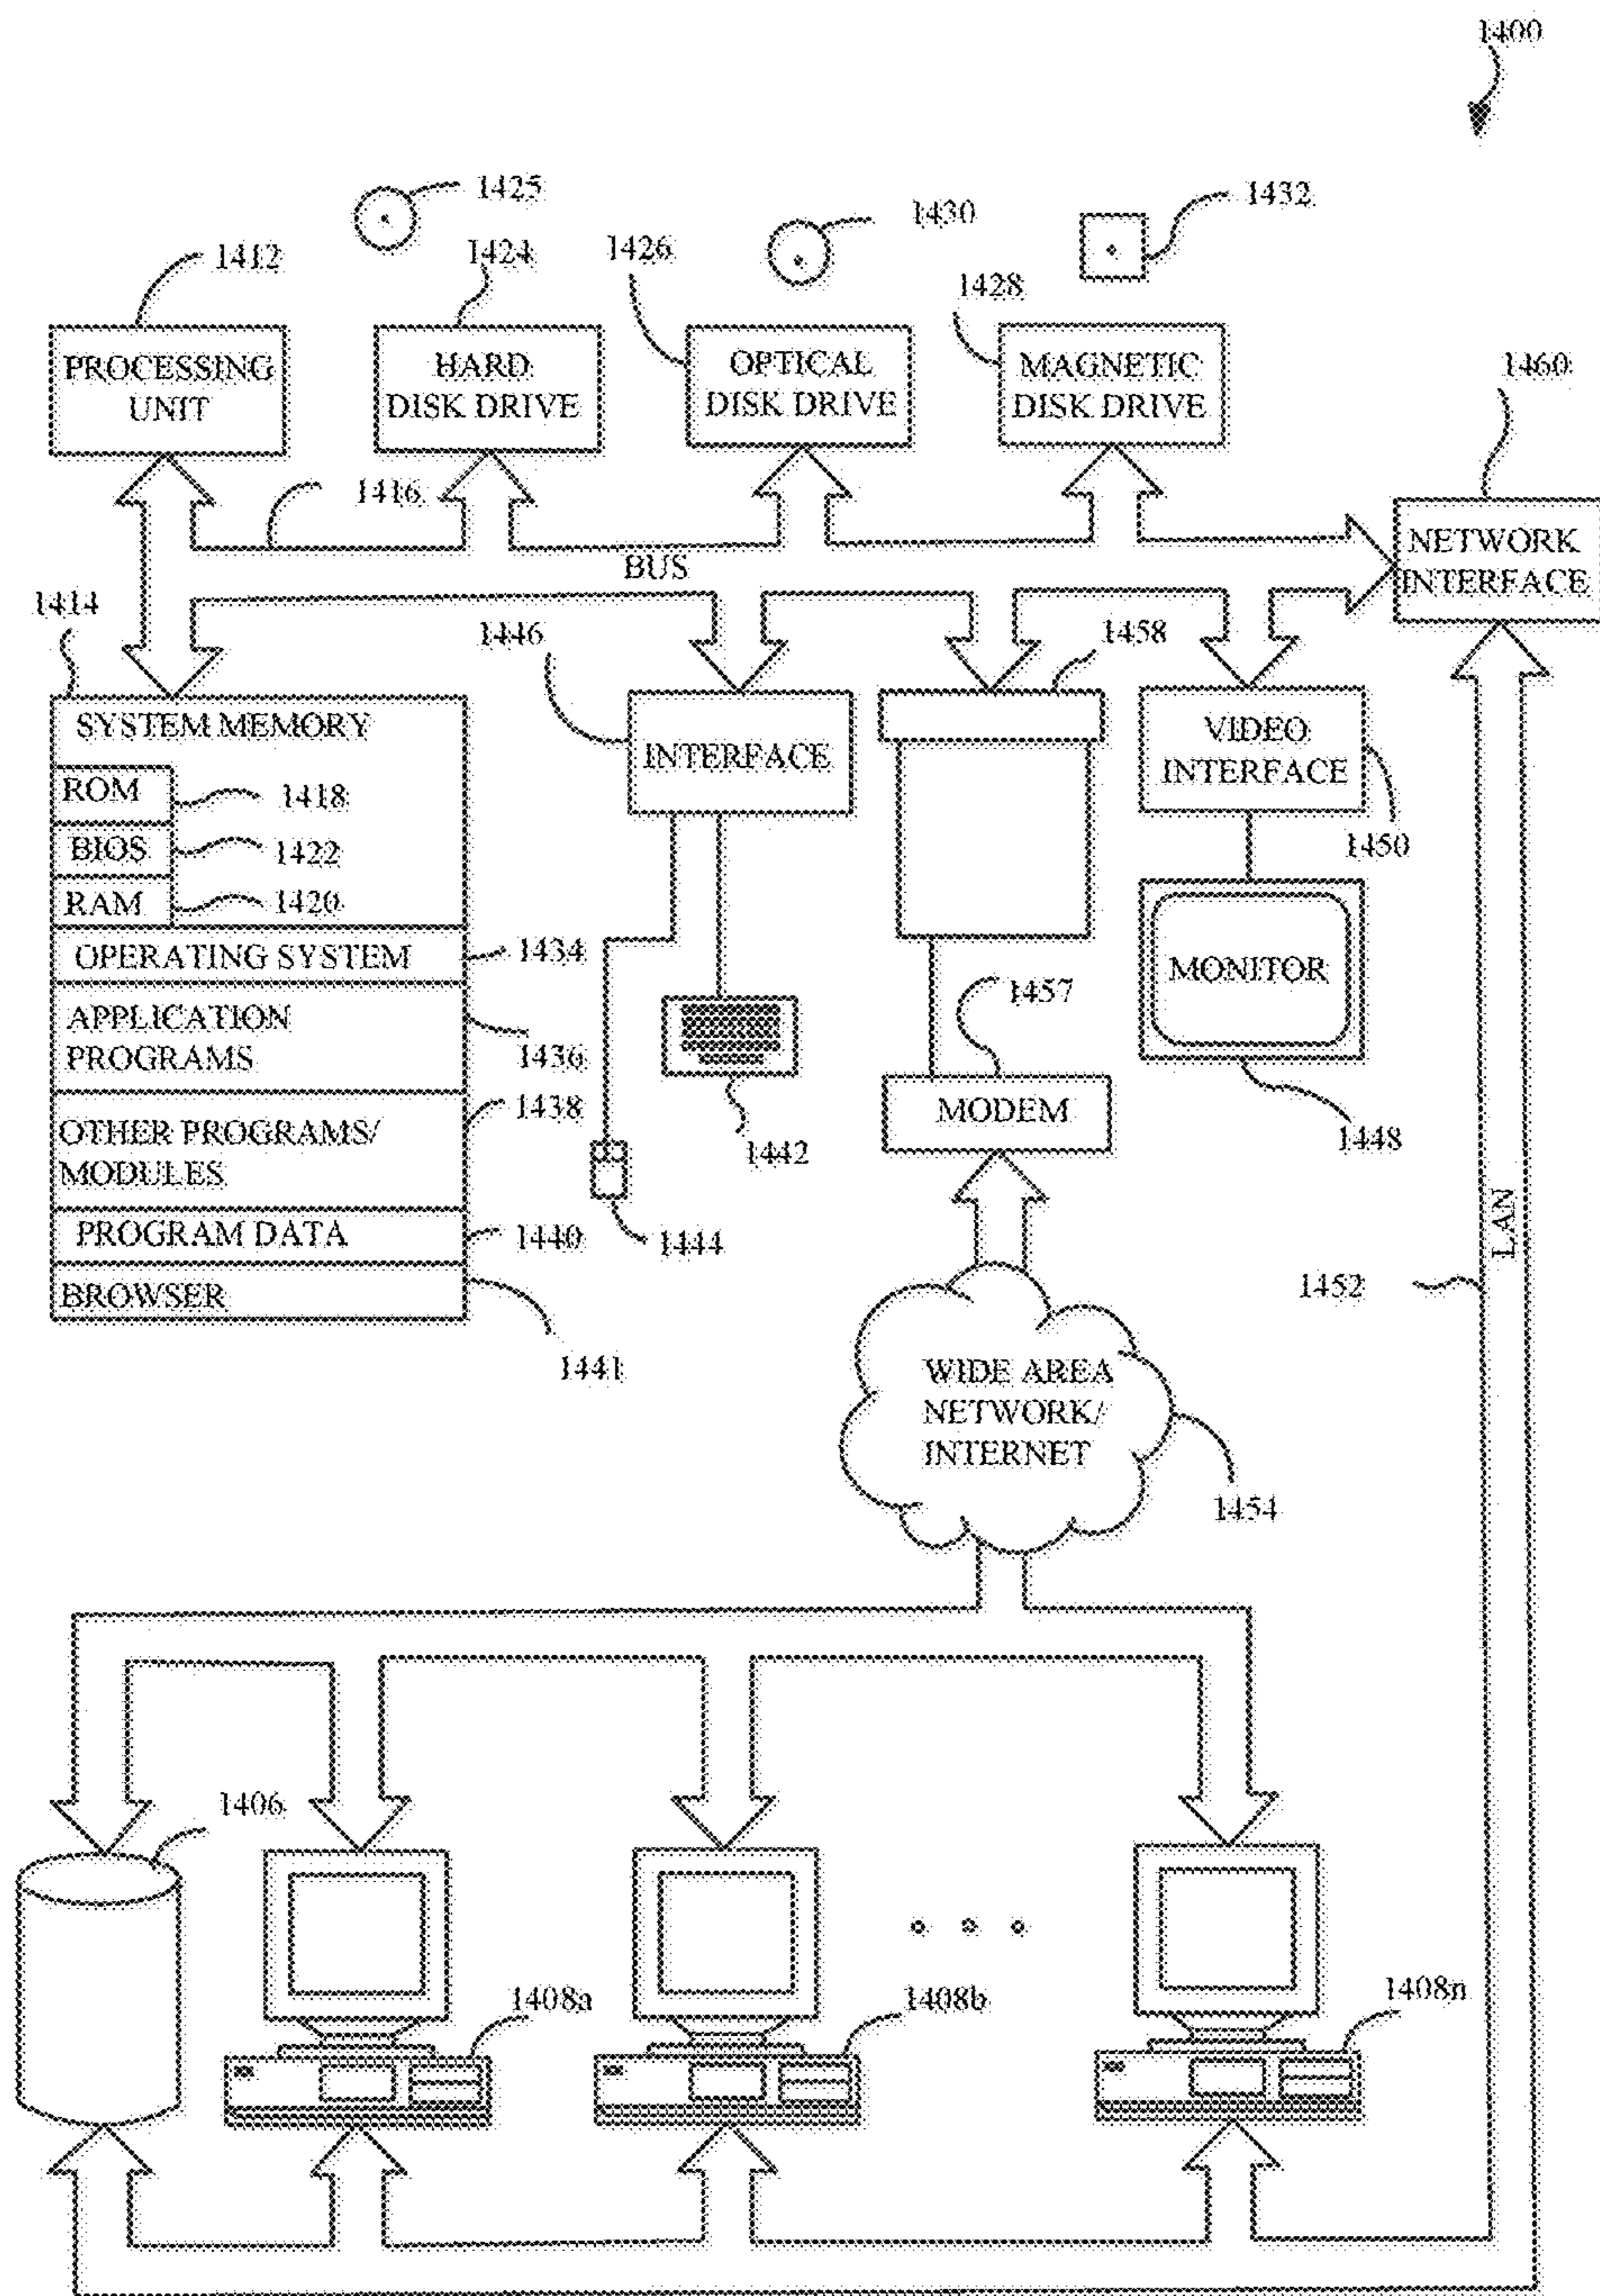 1400
1425
1430
1432
1412
1424
1426
1428
PROCESSING
UNIT
HARD
DISK DRIVE
OPTICAL
DISK DRIVE
MAGNETIC
DISK DRIVE
1460
1416
NETWORK
INTERFACE
BUS
1414
1446
1458
SYSTEM MEMORY
INTERFACE
VIDEO
INTERFACE
ROM
1418
1450
BIOS
1422
RAM
1420
OPERATING SYSTEM
1434
MONITOR
1457
APPLICATION
PROGRAMS
1436
1438
MODEM
OTHER PROGRAMS/
MODULES
1442
1448
PROGRAM DATA
1440
1444
LAN
1452
BROWSER
1441
WIDE AREA
NETWORK/
INTERNET
1454
1406
1408a
1408b
1408n